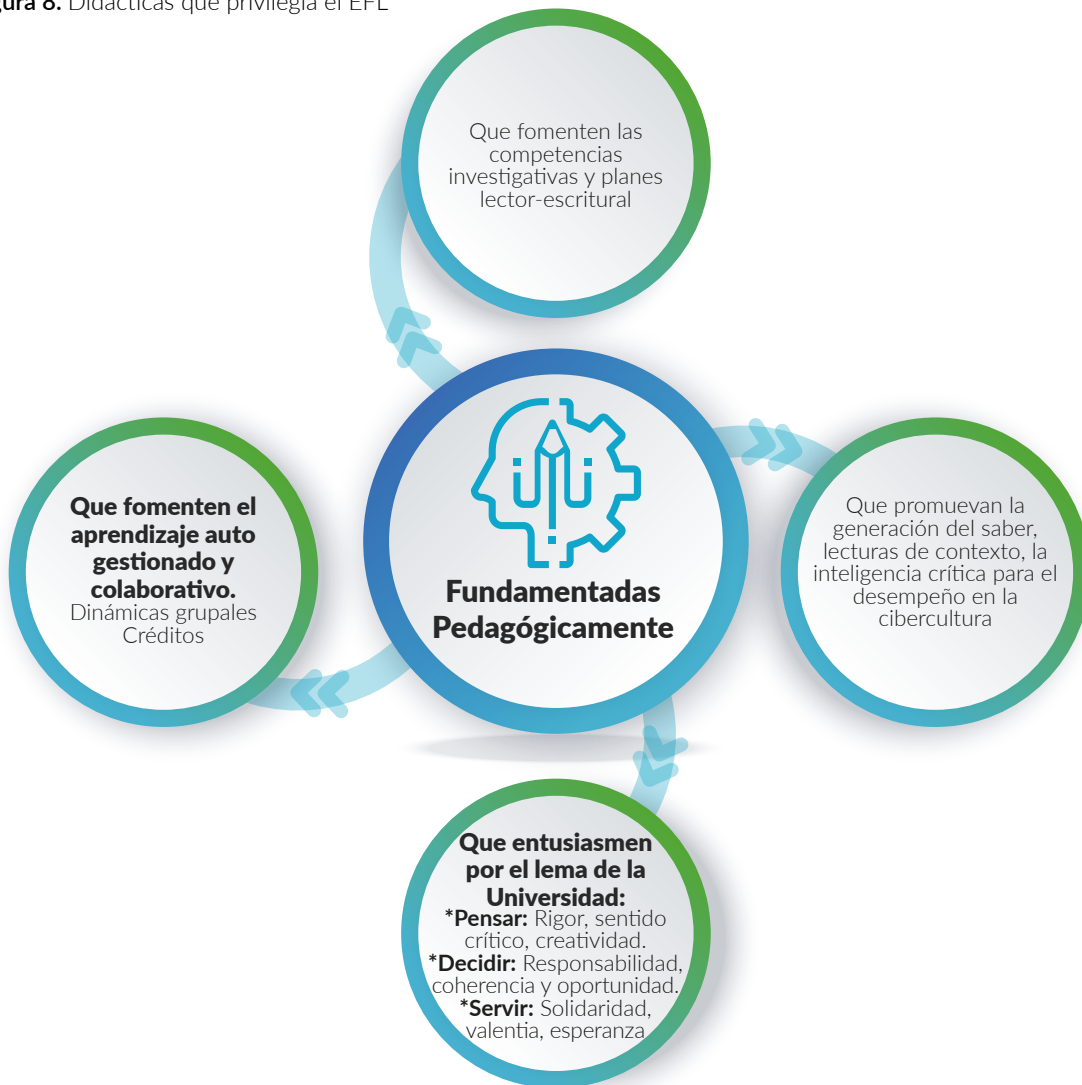 gura 8. Didácticas que privilegia el EFL
Que fomenten las
competencias
investigativas y planes
lector-escritural
Que fomenten el
aprendizaje auto
gestionado y
colaborativo.
Dinámicas grupales
Créditos
Fundamentadas
Pedagógicamente
Que promuevan la
generación del saber,
lecturas de contexto, la
inteligencia crítica para el
desempeño en la
cibercultura
Que entusiasmen
por el lema de la
Universidad:
*Pensar: Rigor, sentido
crítico, creatividad.
*Decidir: Responsabilidad,
coherencia y oportunidad.
*Servir: Solidaridad,
valentia, esperanza